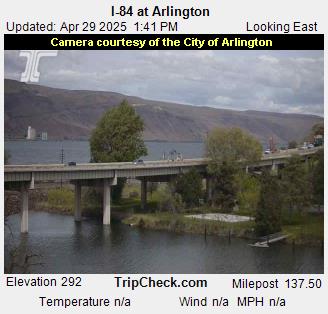 I-84 at Arlington
Updated: Apr 29 2025 1:41 PM Looking East
Camera courtesy of the City of Arlington
Elevation 292 TripCheck.com Milepost 137.50
Temperature n/a Wind n/a MPH n/a